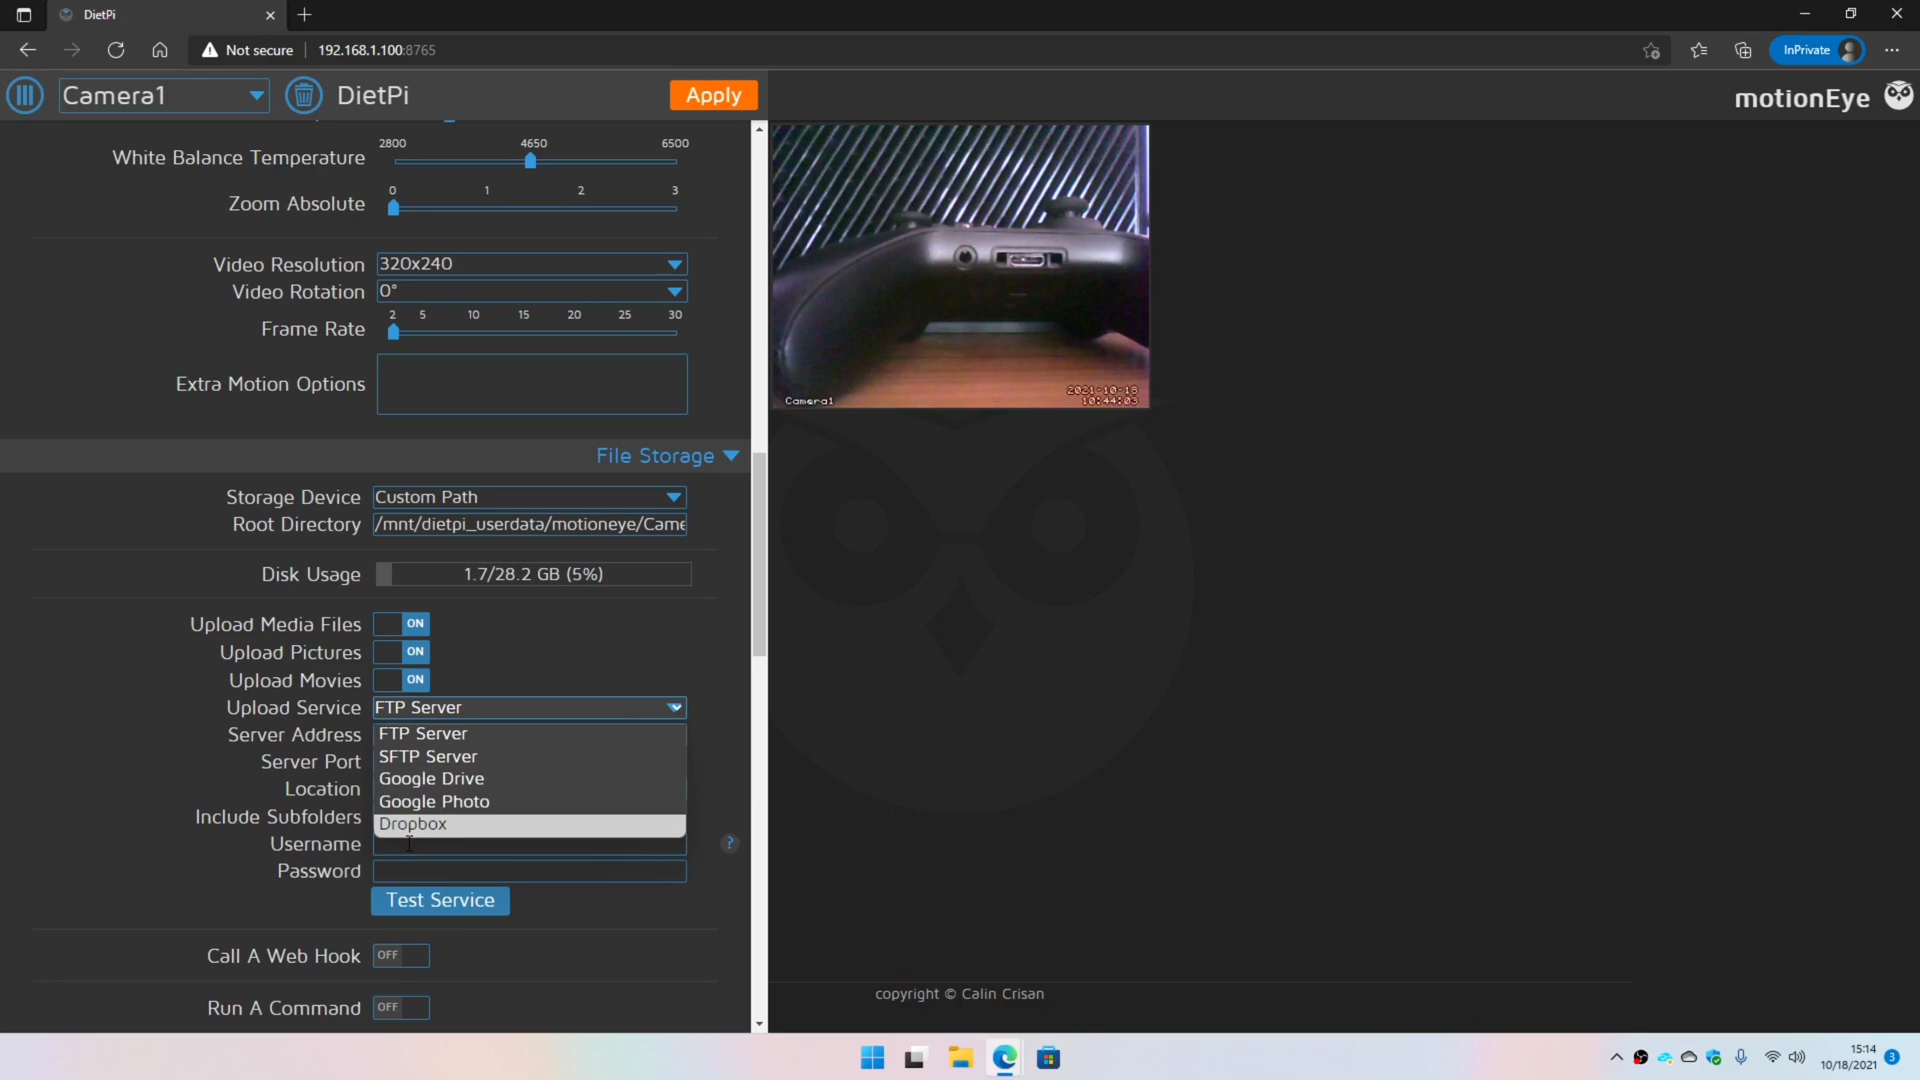 DietPi
Not secure
192.168.1.100:8765
InPrivate
Camera1
DietPi
Apply
motionEye
2800 4650 6500
White Balance Temperature
0 1 2 3
Zoom Absolute
Video Resolution 320x240
Video Rotation 0°
2 5 10 15 20 25 30
Frame Rate
Extra Motion Options
Camera1
2021-10-18
10:44:03
File Storage
Storage Device Custom Path
Root Directory /mnt/dietpi_userdata/motioneye/Came
Disk Usage 1.7/28.2 GB (5%)
Upload Media Files ON
Upload Pictures ON
Upload Movies ON
Upload Service FTP Server
Server Address FTP Server
SFTP Server
Server Port
Google Drive
Location
Google Photo
Include Subfolders
Dropbox
Username ?
Password
Test Service
Call A Web Hook OFF
copyright © Calin Crisan
Run A Command OFF
15:14
10/18/2021
3